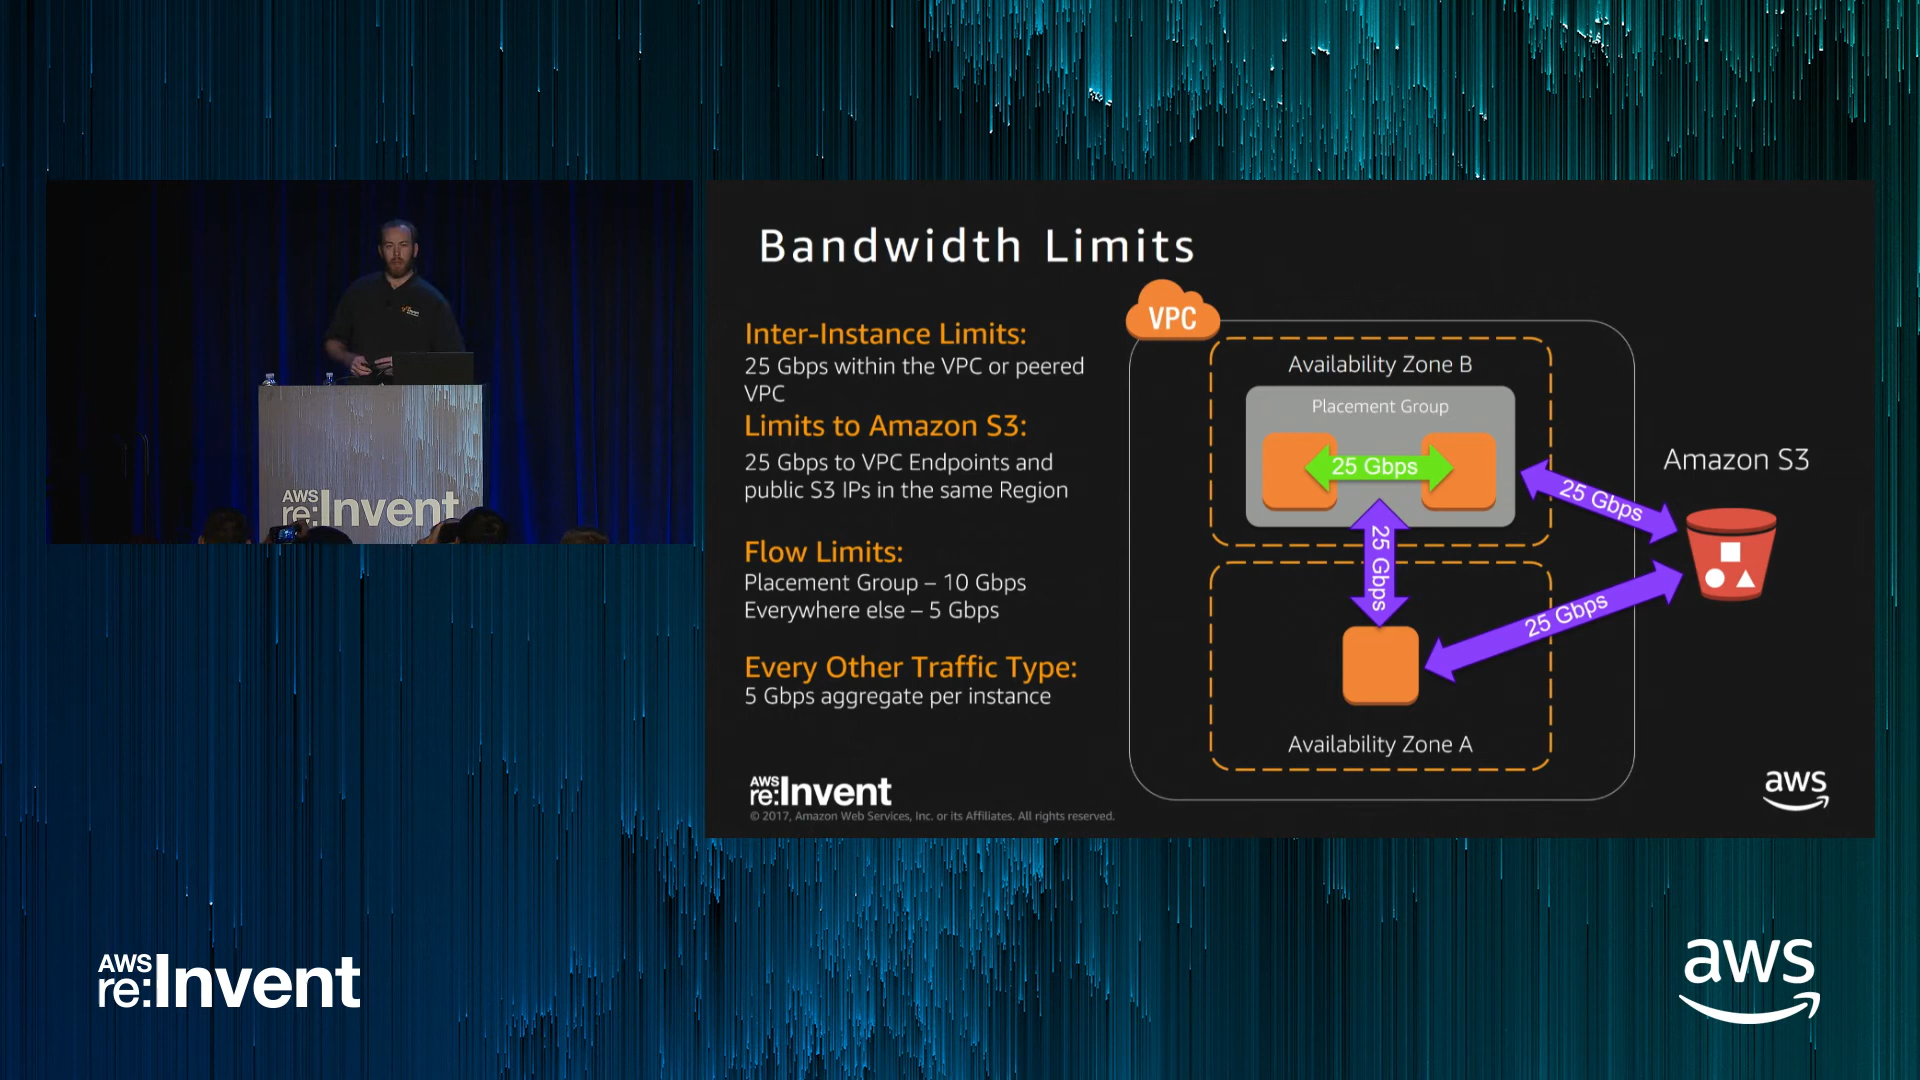 AWS
re:Invent
Bandwidth Limits
Inter-Instance Limits:
25 Gbps within the VPC or peered
VPC
Limits to Amazon S3:
25 Gbps to VPC Endpoints and
public S3 IPs in the same Region
Flow Limits:
Placement Group – 10 Gbps
Everywhere else – 5 Gbps
Every Other Traffic Type:
5 Gbps aggregate per instance
VPC
Availability Zone B
Placement Group
25 Gbps
25 Gbps
25 Gbps
25 Gbps
Amazon S3
Availability Zone A
AWS
re:Invent
© 2017, Amazon Web Services, Inc. or its Affiliates. All rights reserved.
aws
AWS
re:Invent
aws